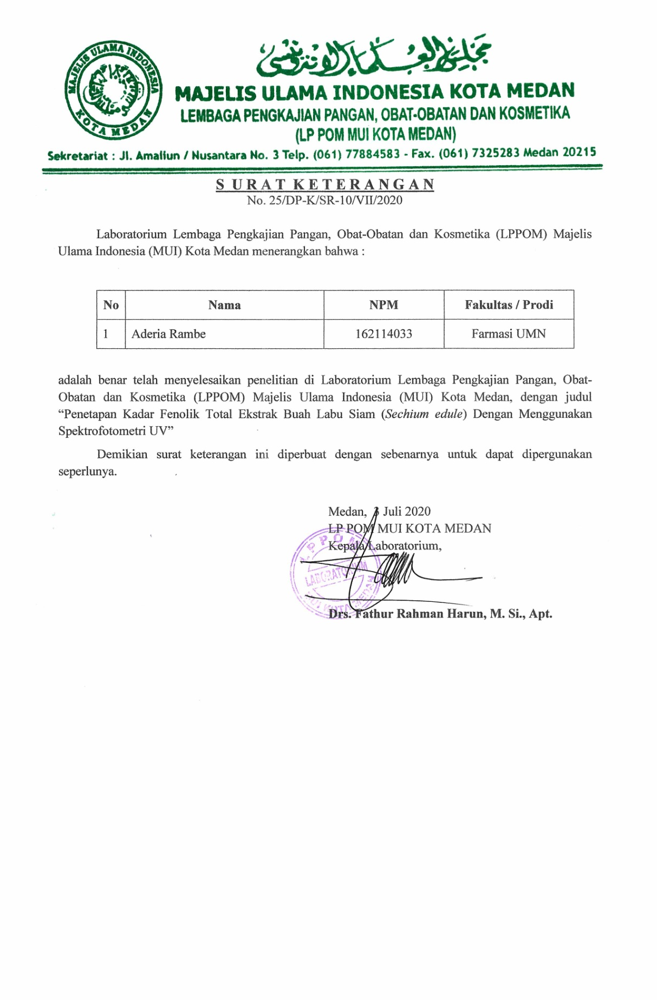 MAJELIS ULAMA INDONESIA
KOTA MEDAN
مجلس العلماء الاندونيسي
MAJELIS ULAMA INDONESIA KOTA MEDAN
LEMBAGA PENGKAJIAN PANGAN, OBAT-OBATAN DAN KOSMETIKA
(LP POM MUI KOTA MEDAN)
Sekretariat : Jl. Amaliun / Nusantara No. 3 Telp. (061) 77884583 - Fax. (061) 7325283 Medan 20215
S U R A T K E T E R A N G A N
No. 25/DP-K/SR-10/VII/2020
Laboratorium Lembaga Pengkajian Pangan, Obat-Obatan dan Kosmetika (LPPOM) Majelis
Ulama Indonesia (MUI) Kota Medan menerangkan bahwa :
No Nama NPM Fakultas / Prodi
1 Aderia Rambe 162114033 Farmasi UMN
adalah benar telah menyelesaikan penelitian di Laboratorium Lembaga Pengkajian Pangan, Obat-
Obatan dan Kosmetika (LPPOM) Majelis Ulama Indonesia (MUI) Kota Medan, dengan judul
“Penetapan Kadar Fenolik Total Ekstrak Buah Labu Siam (Sechium edule) Dengan Menggunakan
Spektrofotometri UV”
Demikian surat keterangan ini diperbuat dengan sebenarnya untuk dapat dipergunakan
seperlunya.
Medan, Juli 2020
LP POM MUI KOTA MEDAN
Kepala Laboratorium,
LPPOM
LABORATORIUM
MUI KOTA MEDAN
Drs. Fathur Rahman Harun, M. Si., Apt.